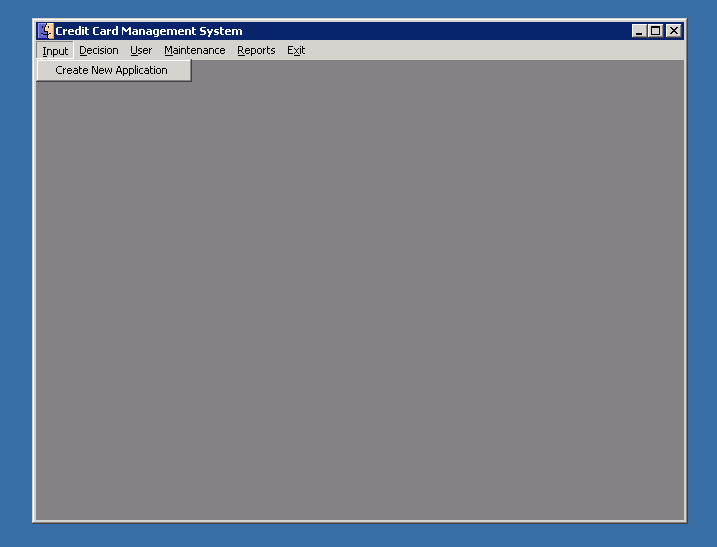 Credit Card Management System
Input Decision User Maintenance Reports Exit
Create New Application